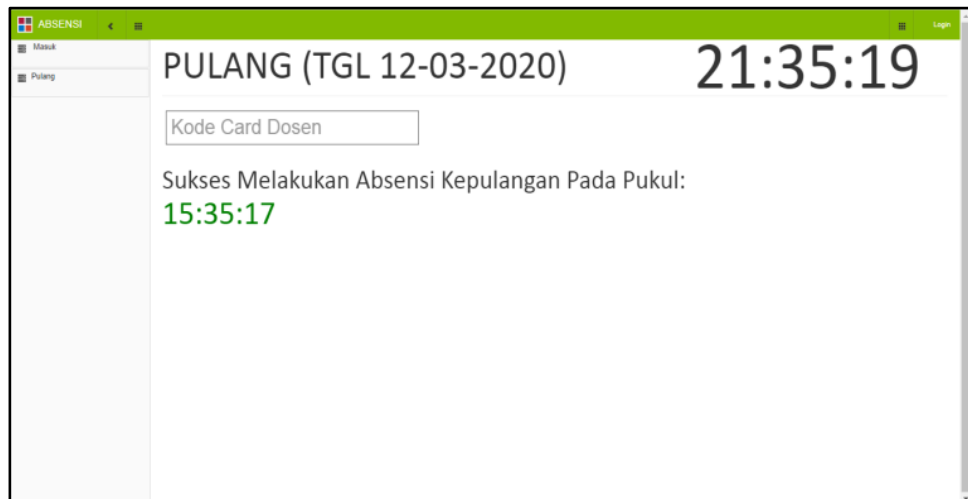 ABSENSI
Login
Masuk
Pulang
PULANG (TGL 12-03-2020)
21:35:19
Kode Card Dosen
Sukses Melakukan Absensi Kepulangan Pada Pukul:
15:35:17